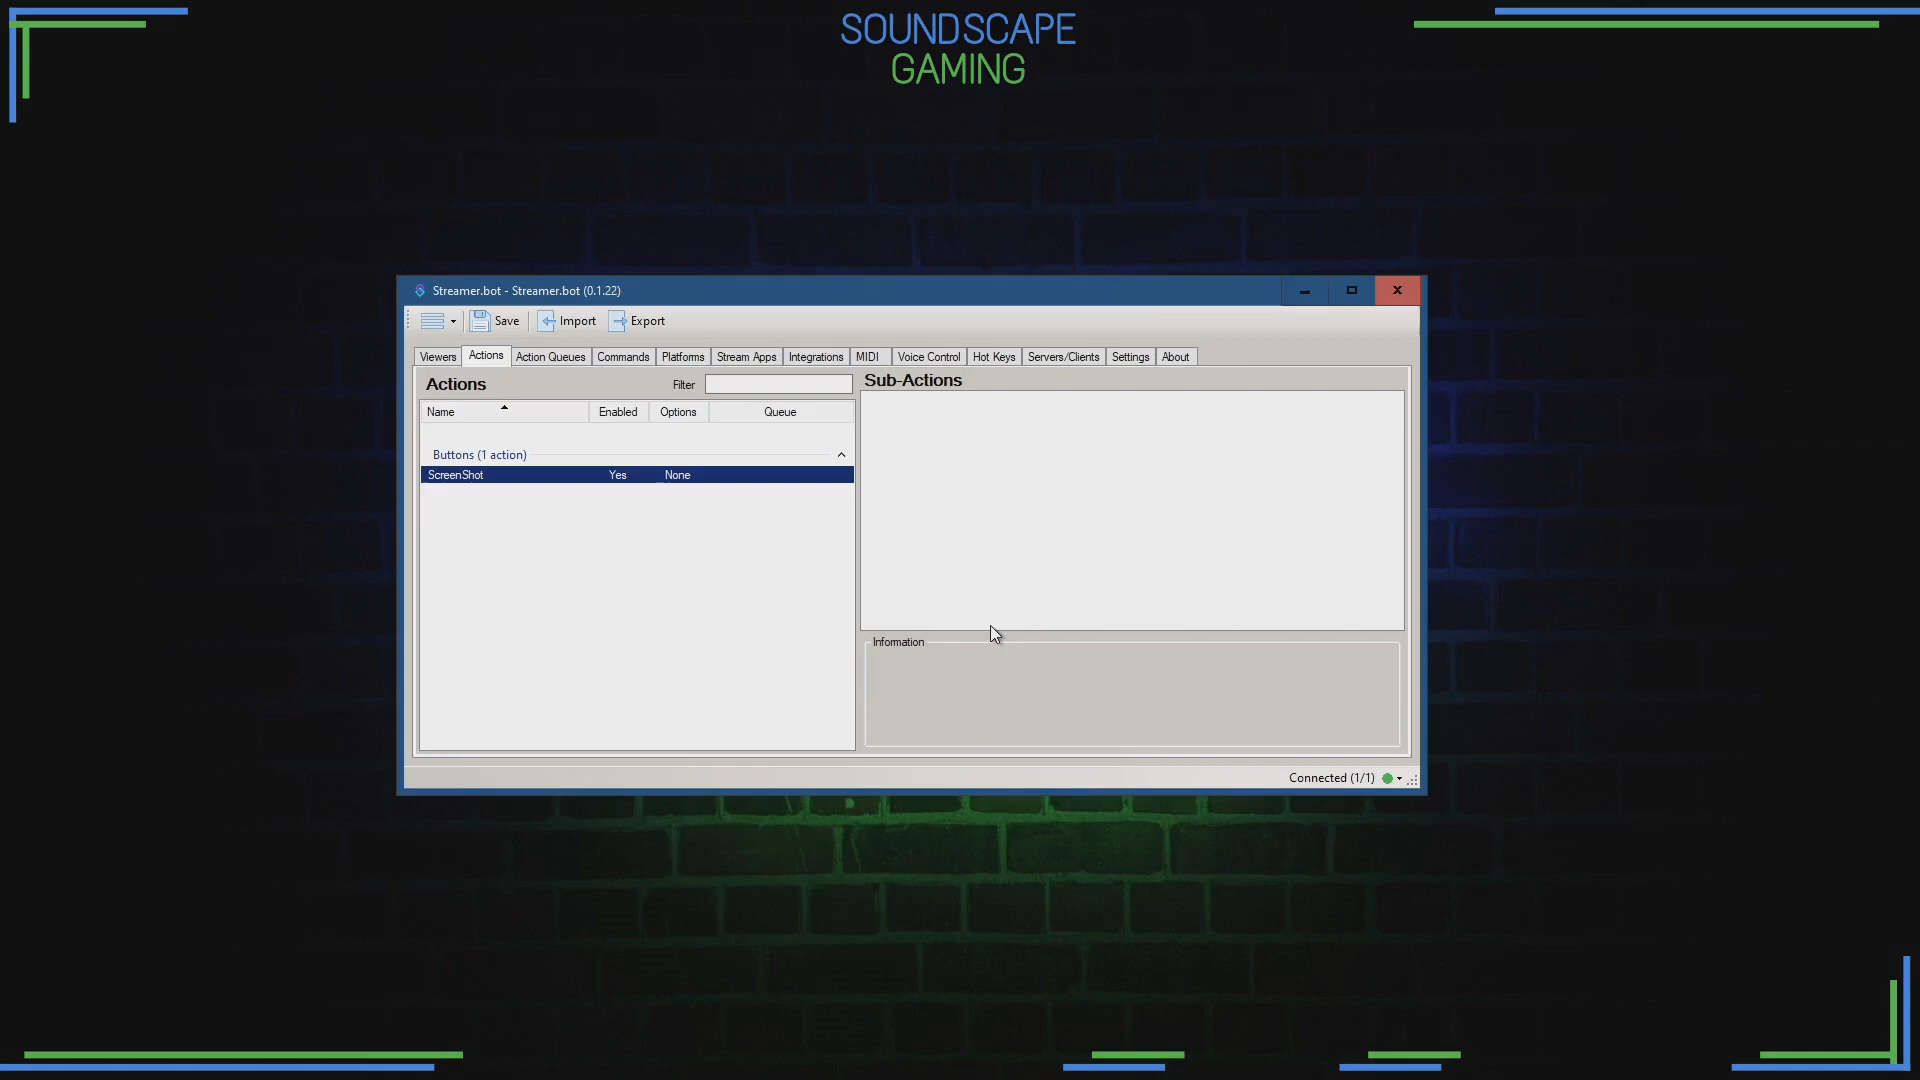 SOUNDSCAPE
GAMING
Streamer.bot - Streamer.bot (0.1.22)
Save Import Export
Viewers Actions Action Queues Commands Platforms Stream Apps Integrations MIDI Voice Control Hot Keys Servers/Clients Settings About
Actions Filter
Sub-Actions
Name Enabled Options Queue
Buttons (1 action)
ScreenShot Yes None
Information
Connected (1/1)